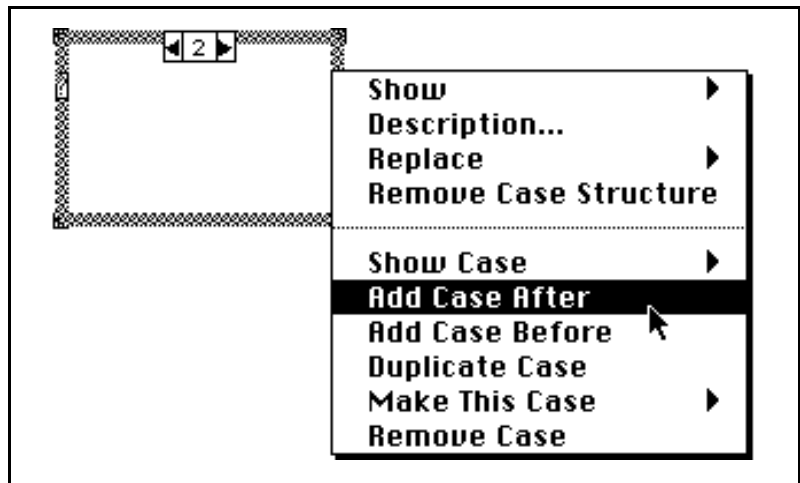 2
?
Show
Description...
Replace
Remove Case Structure
Show Case
Add Case After
Add Case Before
Duplicate Case
Make This Case
Remove Case